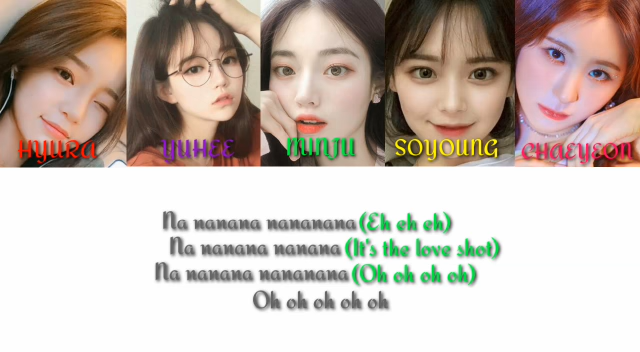 HYURA YUHEE MINJU SOYOUNG CHAEYEON
Na nanana nananana (Eh eh eh)
Na nanana nanana (It's the love shot)
Na nanana nananana (Oh oh oh oh)
Oh oh oh oh oh